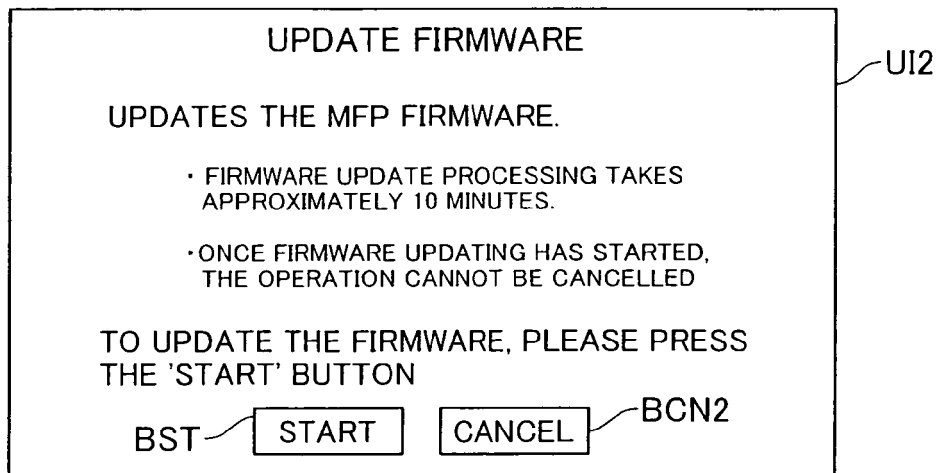 UPDATE FIRMWARE
UI2
UPDATES THE MFP FIRMWARE.
· FIRMWARE UPDATE PROCESSING TAKES
APPROXIMATELY 10 MINUTES.
· ONCE FIRMWARE UPDATING HAS STARTED,
THE OPERATION CANNOT BE CANCELLED
TO UPDATE THE FIRMWARE, PLEASE PRESS
THE 'START' BUTTON
BST START CANCEL BCN2